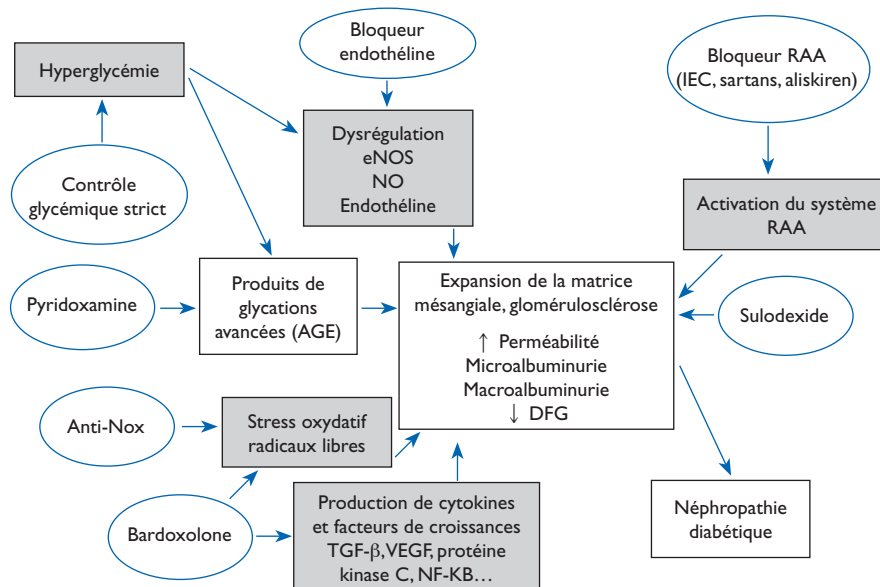 Bloqueur
endothéline
Hyperglycémie
Bloqueur RAA
(IEC, sartans, aliskiren)
Dysrégulation
eNOS
NO
Endothéline
Contrôle
glycémique strict
Activation du système
RAA
Pyridoxamine
Produits de
glycations
avancées (AGE)
Expansion de la matrice
mésangiale, glomérulosclérose
↑ Perméabilité
Microalbuminurie
Macroalbuminurie
↓ DFG
Sulodexide
Anti-Nox
Stress oxydatif
radicaux libres
Bardoxolone
Production de cytokines
et facteurs de croissances
TGF-β, VEGF, protéine
kinase C, NF-KB…
Néphropathie
diabétique